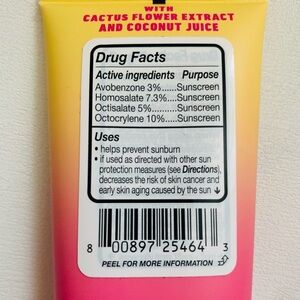 WITH
CACTUS FLOWER EXTRACT
AND COCONUT JUICE
Drug Facts
Active ingredients Purpose
Avobenzone 3%......Sunscreen
Homosalate 7.3%....Sunscreen
Octisalate 5%.......Sunscreen
Octocrylene 10%....Sunscreen
Uses
• helps prevent sunburn
• if used as directed with other sun
protection measures (see Directions),
decreases the risk of skin cancer and
early skin aging caused by the sun ↓
8 00897 25464 3
PEEL FOR MORE INFORMATION